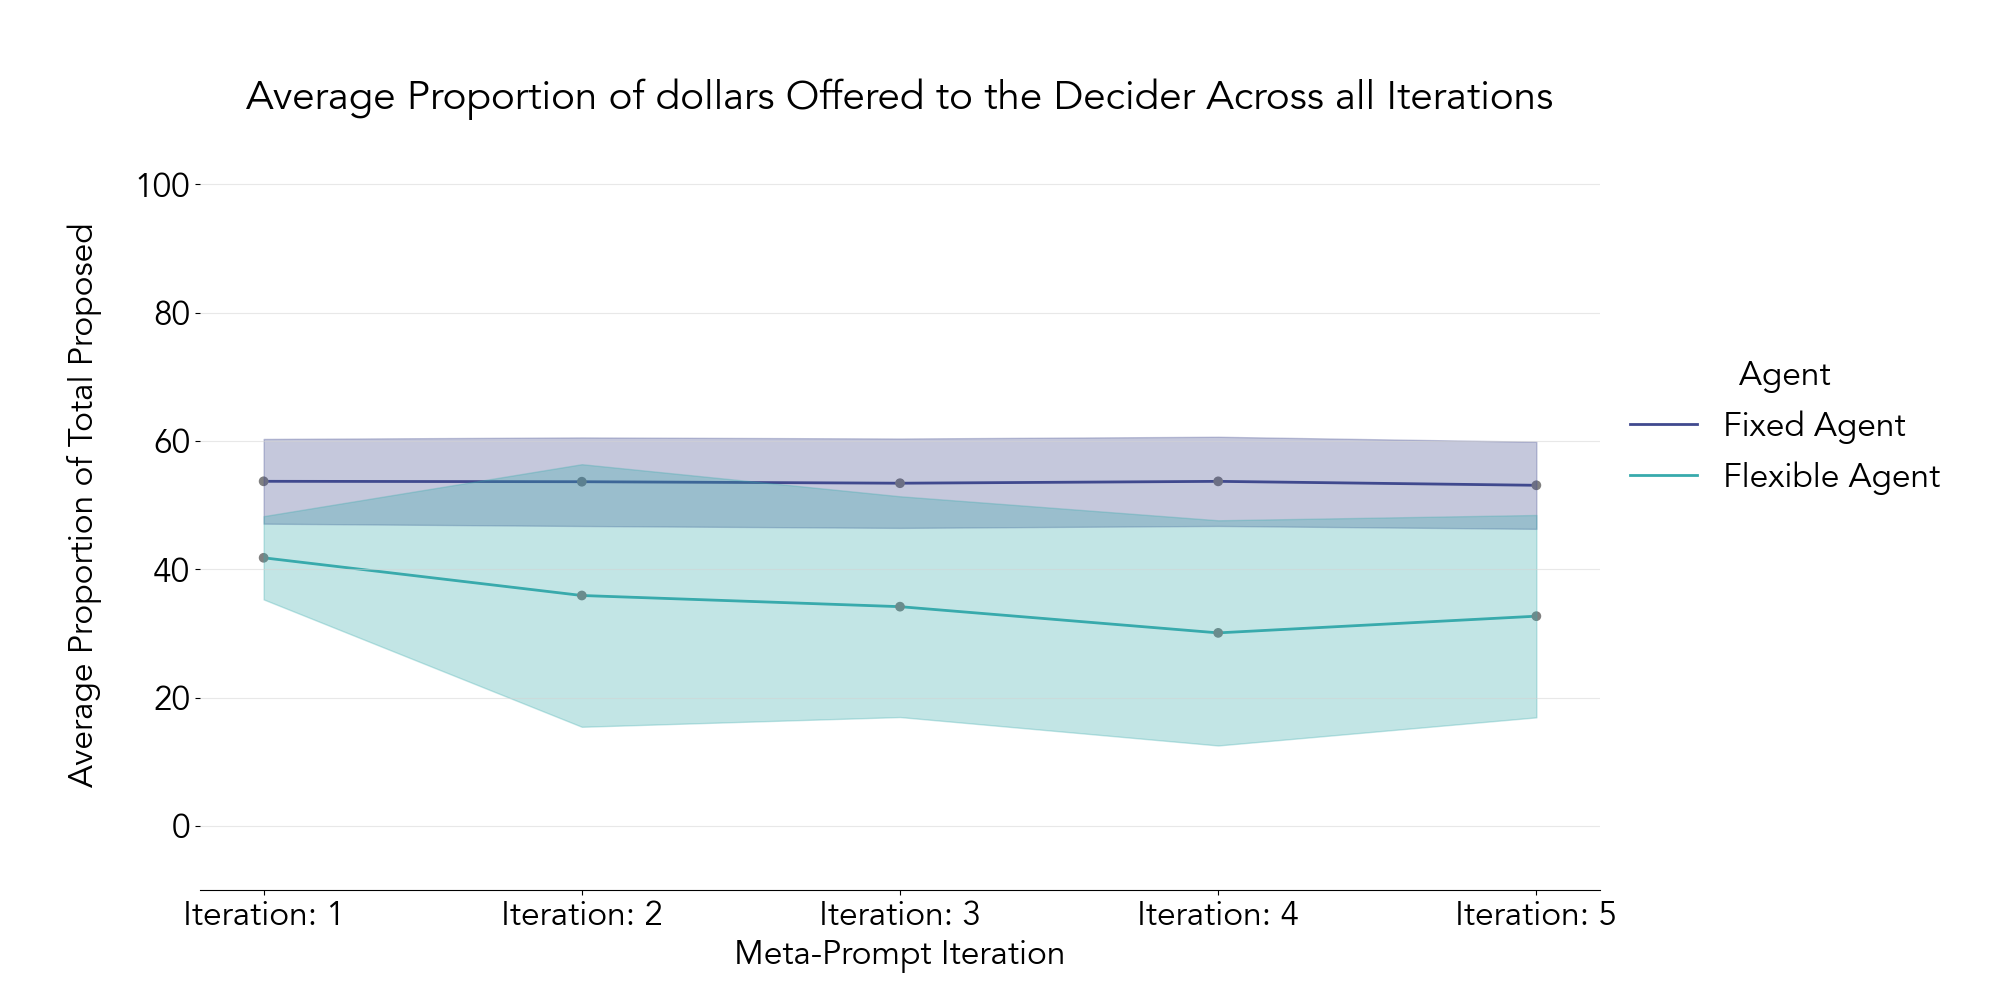 Average Proportion of dollars Offered to the Decider Across all Iterations
Average Proportion of Total Proposed
100
80
60
40
20
0
Iteration: 1
Iteration: 2
Iteration: 3
Iteration: 4
Iteration: 5
Meta-Prompt Iteration
Agent
Fixed Agent
Flexible Agent